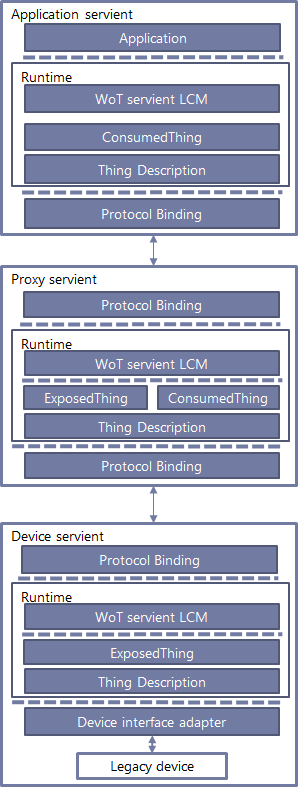 Application servient
Application
Runtime
WoT servient LCM
ConsumedThing
Thing Description
Protocol Binding
Proxy servient
Protocol Binding
Runtime
WoT servient LCM
ExposedThing ConsumedThing
Thing Description
Protocol Binding
Device servient
Protocol Binding
Runtime
WoT servient LCM
ExposedThing
Thing Description
Device interface adapter
Legacy device